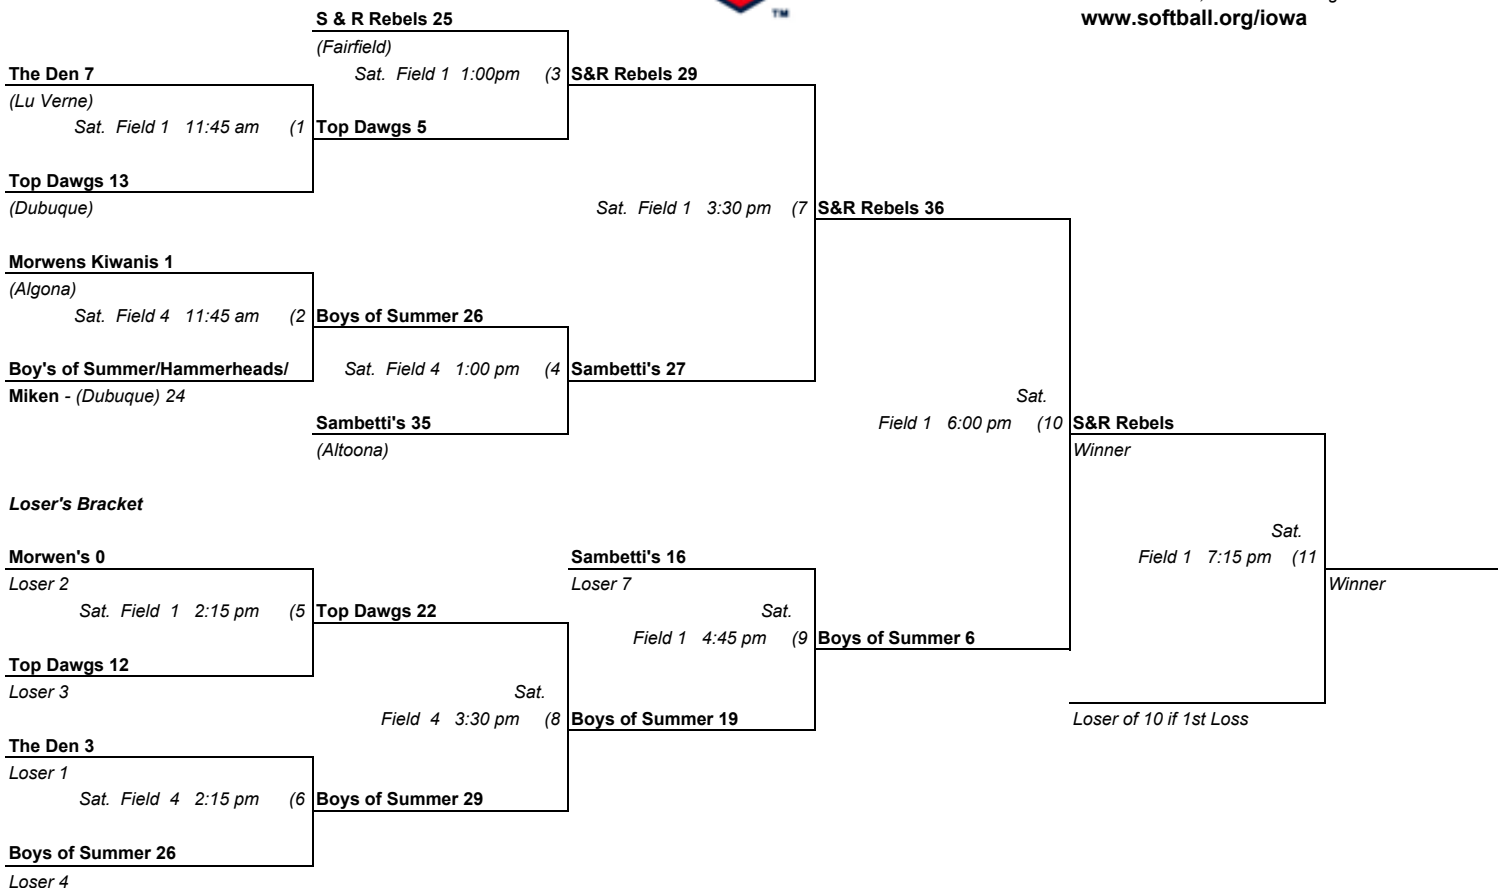 TM
www.softball.org/iowa
S & R Rebels 25
(Fairfield)
The Den 7
Sat. Field 1 1:00pm (3
S&R Rebels 29
(Lu Verne)
Sat. Field 1 11:45 am (1
Top Dawgs 5
Top Dawgs 13
(Dubuque)
Sat. Field 1 3:30 pm (7
S&R Rebels 36
Morwens Kiwanis 1
(Algona)
Sat. Field 4 11:45 am (2
Boys of Summer 26
Boy's of Summer/Hammerheads/
Sat. Field 4 1:00 pm (4
Sambetti's 27
Miken - (Dubuque) 24
Sat.
Sambetti's 35
Field 1 6:00 pm (10
S&R Rebels
(Altoona)
Winner
Loser's Bracket
Sat.
Morwen's 0
Sambetti's 16
Field 1 7:15 pm (11
Loser 2
Loser 7
Winner
Sat. Field 1 2:15 pm (5
Top Dawgs 22
Sat.
Field 1 4:45 pm (9
Boys of Summer 6
Top Dawgs 12
Loser 3
Sat.
Field 4 3:30 pm (8
Boys of Summer 19
Loser of 10 if 1st Loss
The Den 3
Loser 1
Sat. Field 4 2:15 pm (6
Boys of Summer 29
Boys of Summer 26
Loser 4